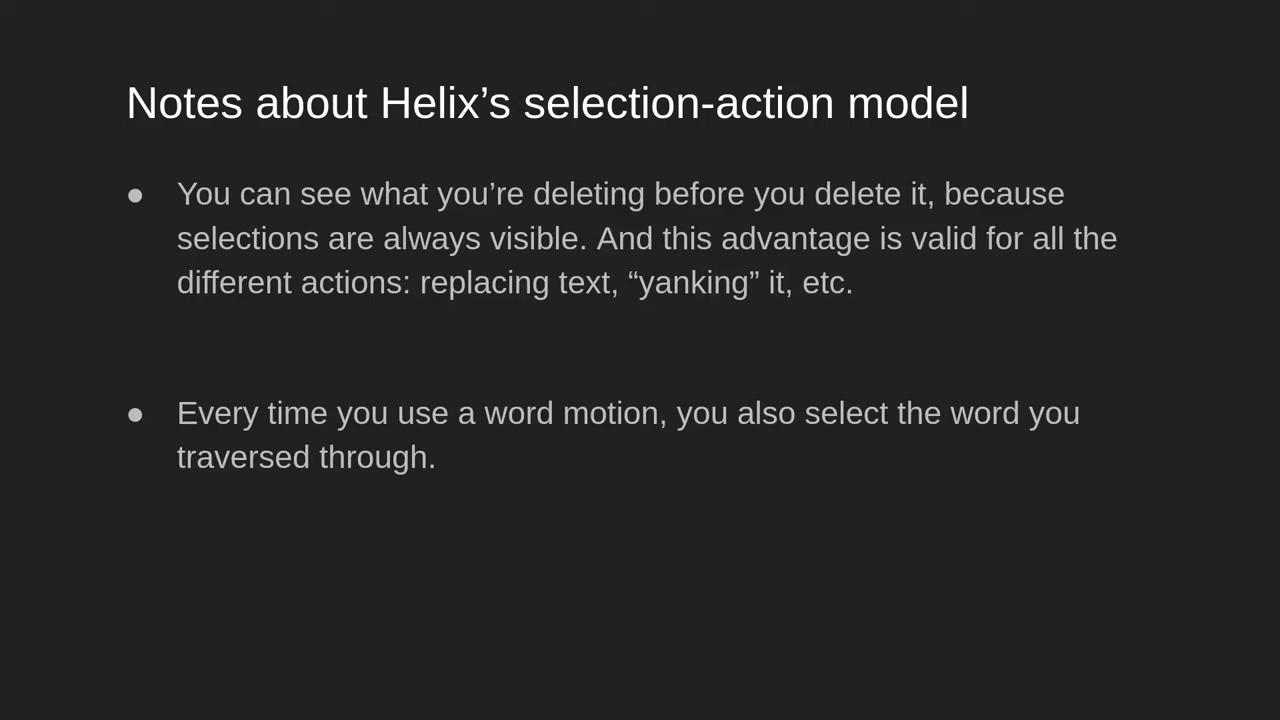 Notes about Helix’s selection-action model
● You can see what you’re deleting before you delete it, because
selections are always visible. And this advantage is valid for all the
different actions: replacing text, “yanking” it, etc.
● Every time you use a word motion, you also select the word you
traversed through.